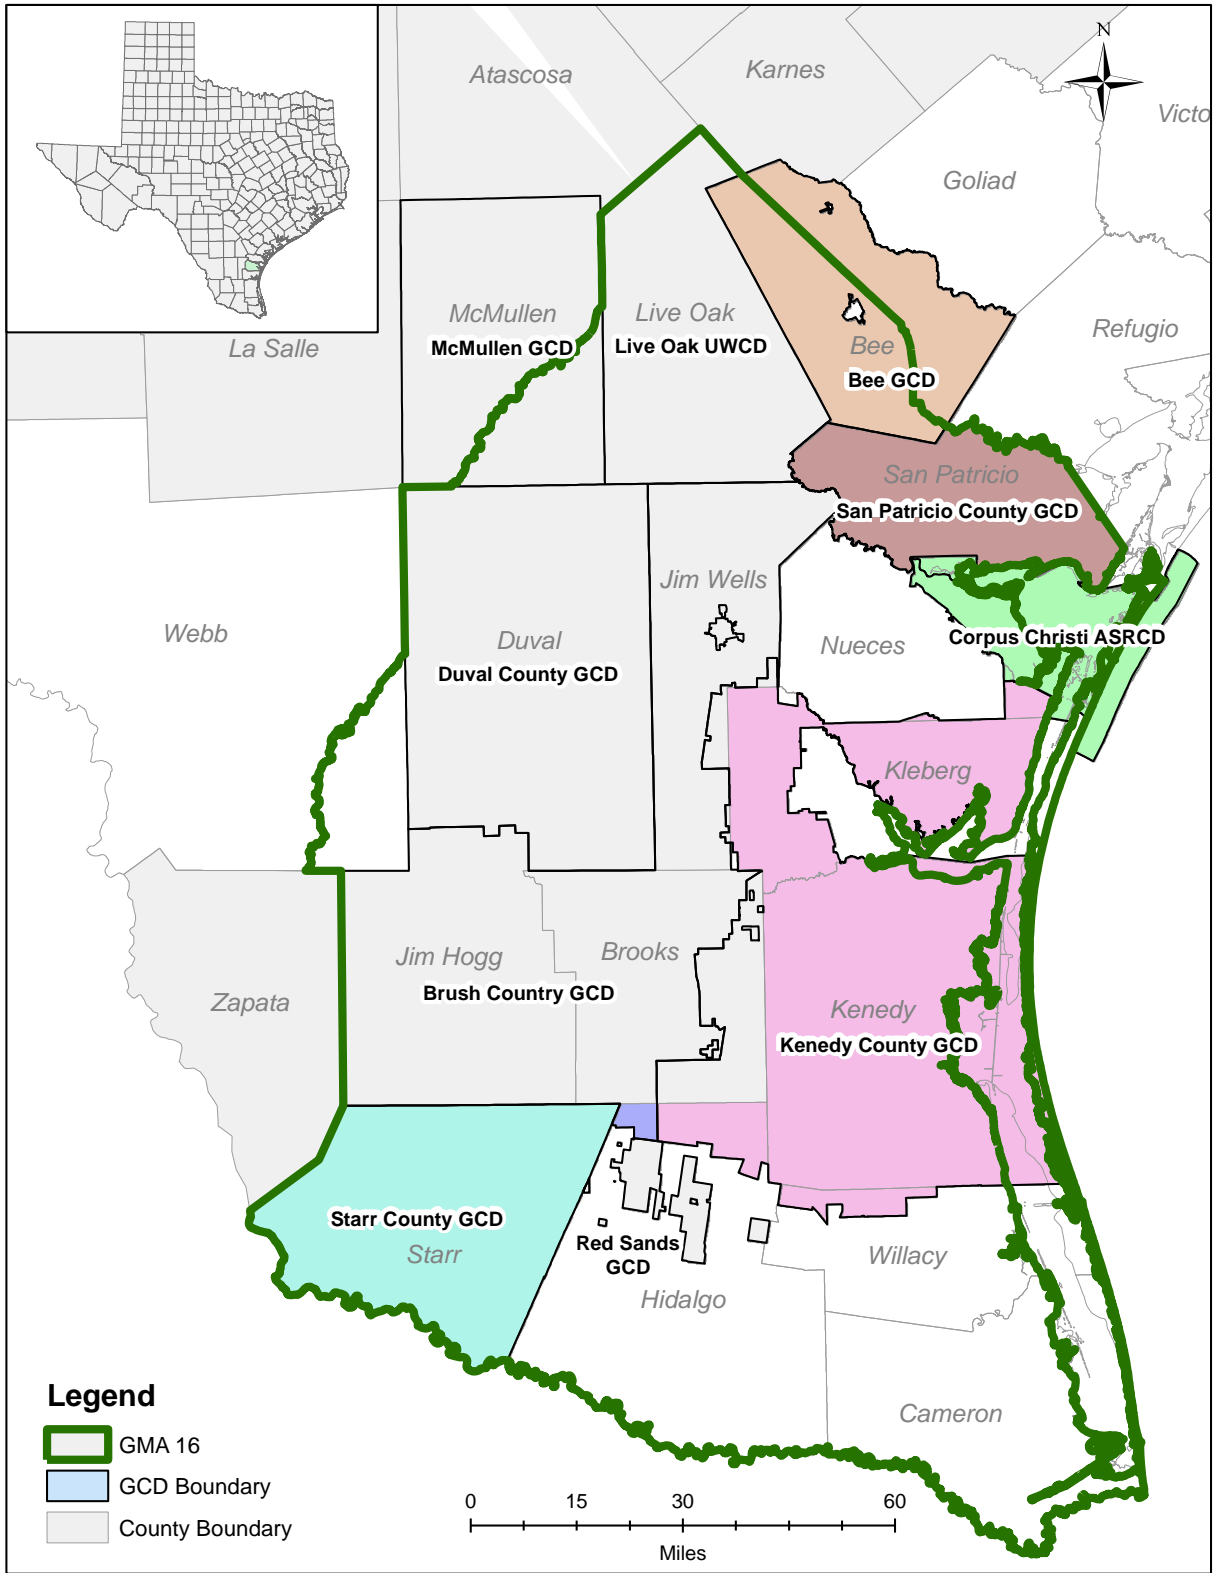 N
Atascosa
Karnes
Victo
Goliad
McMullen
McMullen GCD
Live Oak
Live Oak UWCD
La Salle
Refugio
Bee
Bee GCD
San Patricio
San Patricio County GCD
Jim Wells
Webb
Duval
Duval County GCD
Nueces
Corpus Christi ASRCD
Kleberg
Jim Hogg
Brooks
Brush Country GCD
Zapata
Kenedy
Kenedy County GCD
Starr County GCD
Starr
Red Sands
GCD
Hidalgo
Willacy
Cameron
Legend
GMA 16
GCD Boundary
County Boundary
0 15 30 60
Miles